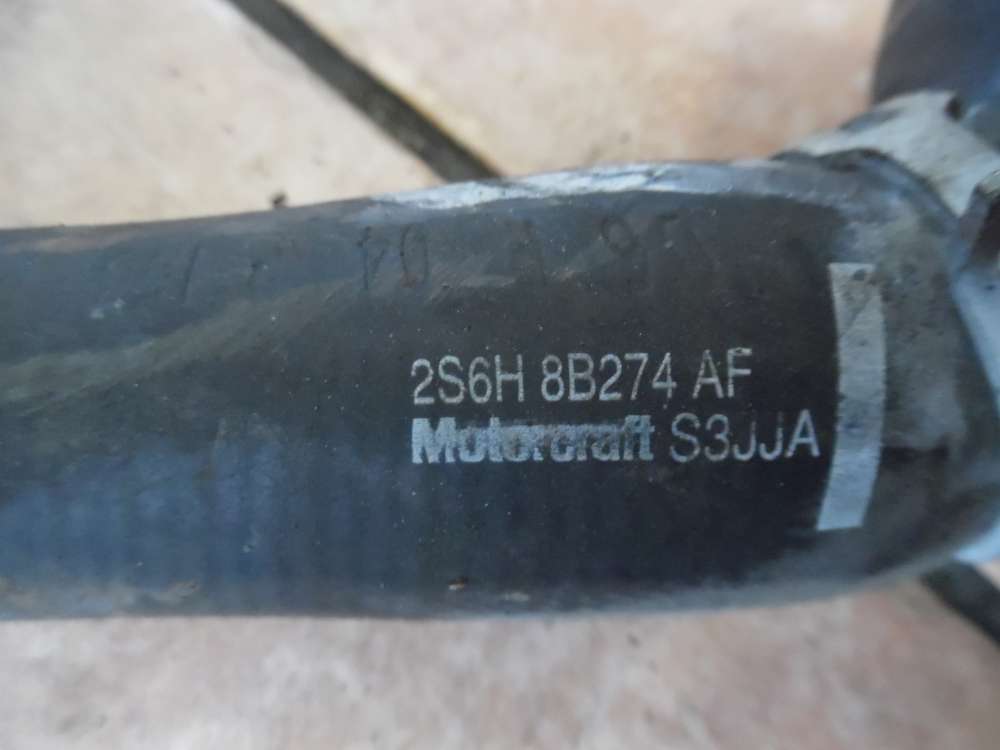 2S6H 8B274 AF
Motorcraft S3JJA